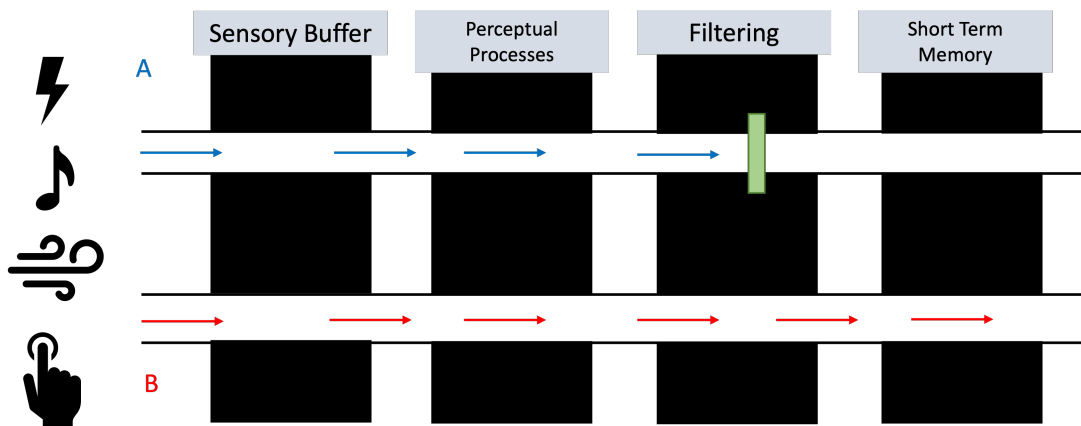 Sensory Buffer
Perceptual
Processes
Filtering
Short Term
Memory
A
B